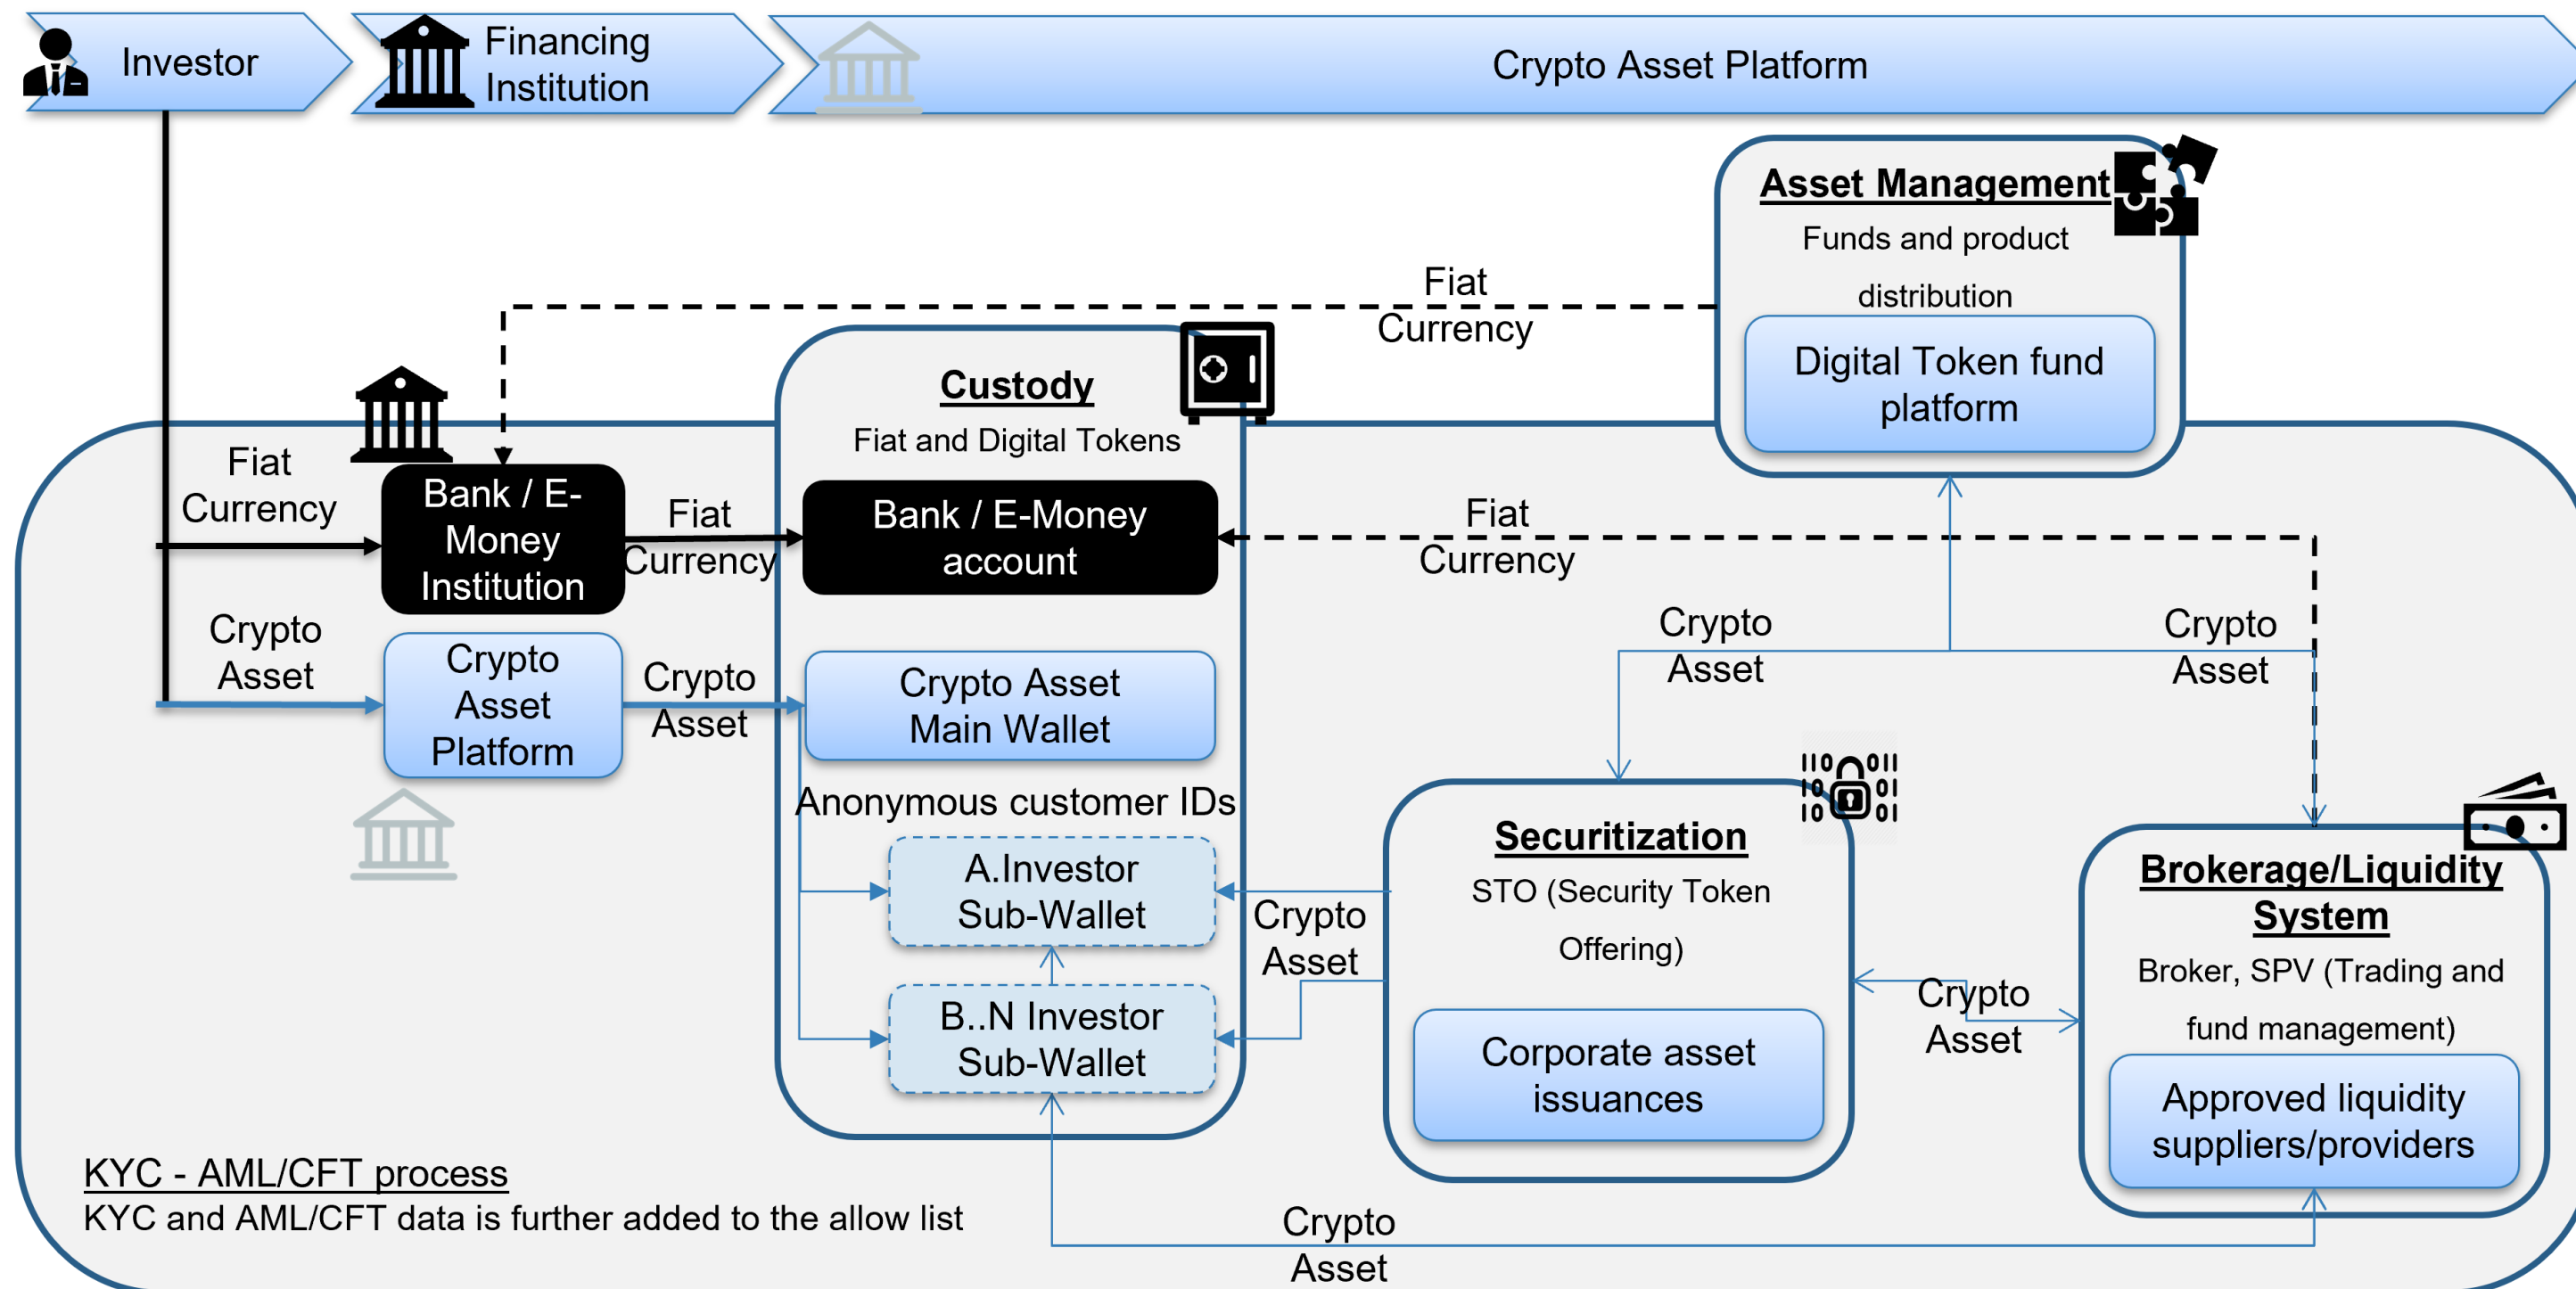 Investor
Financing
Institution
Crypto Asset Platform
Asset Management
Funds and product
distribution
Digital Token fund
platform
Fiat
Currency
Custody
Fiat and Digital Tokens
Bank / E-Money
account
Fiat
Currency
Bank / E-
Money
Institution
Fiat
Currency
Fiat
Currency
Crypto
Asset
Crypto
Asset
Platform
Crypto
Asset
Crypto Asset
Main Wallet
Anonymous customer IDs
A.Investor
Sub-Wallet
B..N Investor
Sub-Wallet
Crypto
Asset
Crypto
Asset
Crypto
Asset
Securitization
STO (Security Token
Offering)
Corporate asset
issuances
Crypto
Asset
Brokerage/Liquidity
System
Broker, SPV (Trading and
fund management)
Approved liquidity
suppliers/providers
KYC - AML/CFT process
KYC and AML/CFT data is further added to the allow list
Crypto
Asset